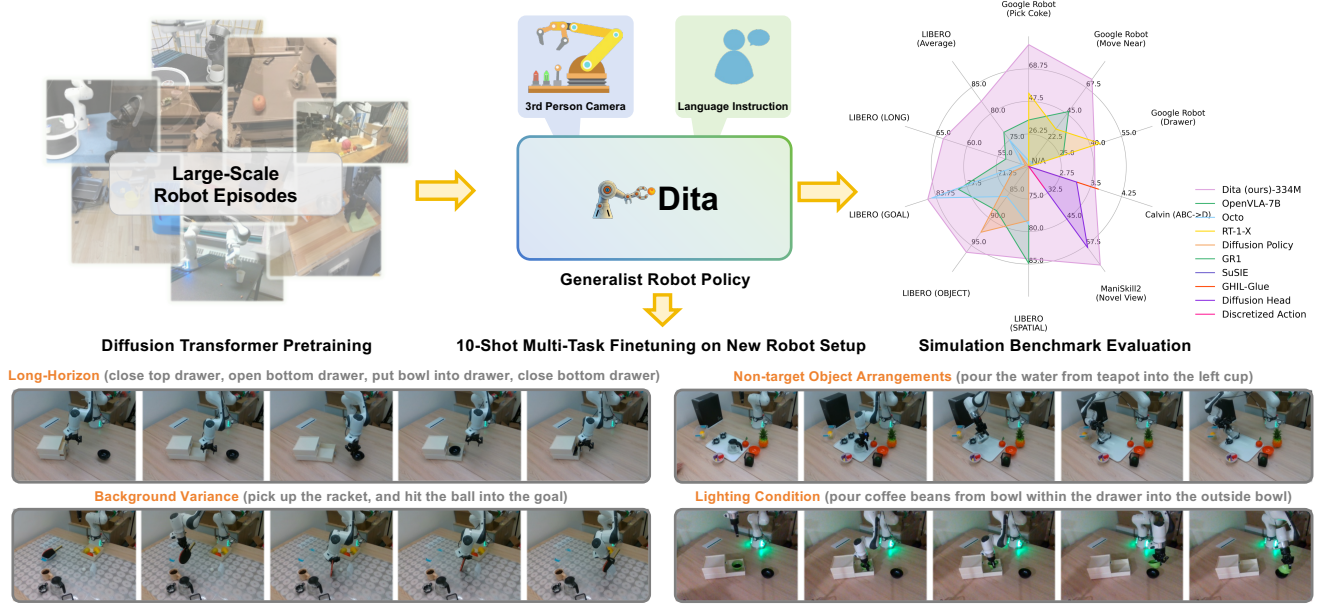 Large-Scale
Robot Episodes
3rd Person Camera
Language Instruction
Dita
Generalist Robot Policy
Google Robot
(Pick Coke)
Google Robot
(Move Near)
Google Robot
(Drawer)
Calvin (ABC->D)
ManiSkill2
(Novel View)
LIBERO
(SPATIAL)
LIBERO (OBJECT)
LIBERO (GOAL)
LIBERO (LONG)
LIBERO
(Average)
68.75
47.5
26.25
67.5
45.0
22.5
55.0
40.0
25.0
N/A
4.25
3.5
57.5
45.0
32.5
85.0
80.0
75.0
95.0
90.0
85.0
83.75
77.5
71.25
65.0
55.0
85.0
80.0
75.0
Dita (ours)-334M
OpenVLA-7B
Octo
RT-1-X
Diffusion Policy
GR1
SuSIE
GHIL-Glue
Diffusion Head
Discretized Action
Diffusion Transformer Pretraining
10-Shot Multi-Task Finetuning on New Robot Setup
Simulation Benchmark Evaluation
Long-Horizon (close top drawer, open bottom drawer, put bowl into drawer, close bottom drawer)
Non-target Object Arrangements (pour the water from teapot into the left cup)
Background Variance (pick up the racket, and hit the ball into the goal)
Lighting Condition (pour coffee beans from bowl within the drawer into the outside bowl)